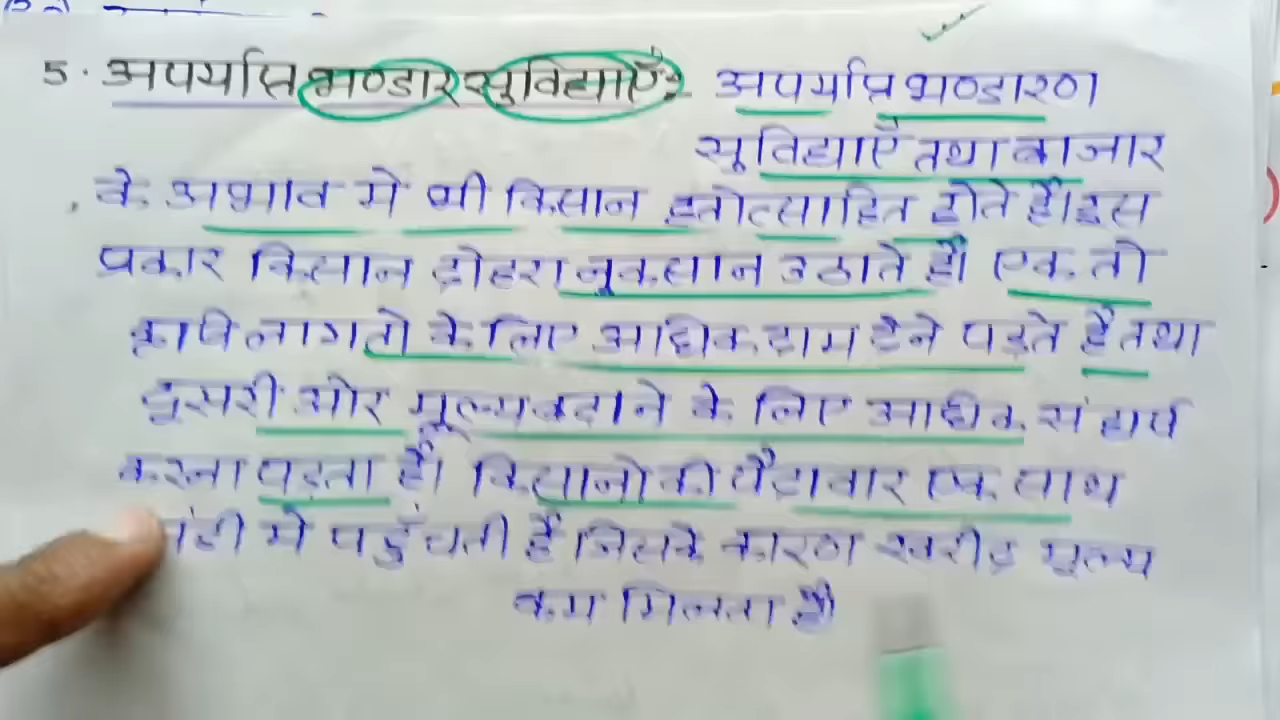 5. अपर्याप्त भण्डार सुविधाएँ:- अपर्याप्त भण्डारण
सुविधाएँ तथा बाजार
के अभाव में भी किसान हतोत्साहित होते हैं। इस
प्रकार किसान दोहरा नुकसान उठाते हैं। एक तो
कृषि लागतो के लिए अधिक दाम देने पड़ते हैं तथा
दुसरी ओर मूल्य बढाने के लिए अधिक संघर्ष
करना पड़ता हैं। किसानो की पैदावार एक साथ
मंडी में पहुँचती हैं जिसके कारण खरीद मूल्य
कम मिलता है।